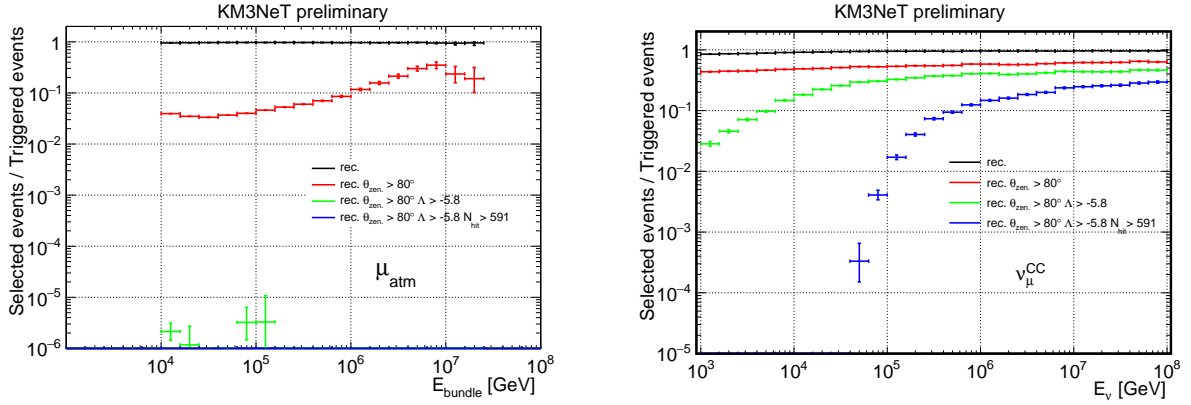 KM3NeT preliminary
Selected events / Triggered events
1
10⁻¹
10⁻²
10⁻³
10⁻⁴
10⁻⁵
10⁻⁶
rec.
rec. θzen. > 80°
rec. θzen. > 80° Λ > -5.8
rec. θzen. > 80° Λ > -5.8 Nhit > 591
μatm
10⁴ 10⁵ 10⁶ 10⁷ 10⁸
Ebundle [GeV]
KM3NeT preliminary
Selected events / Triggered events
1
10⁻¹
10⁻²
10⁻³
10⁻⁴
10⁻⁵
rec.
rec. θzen. > 80°
rec. θzen. > 80° Λ > -5.8
rec. θzen. > 80° Λ > -5.8 Nhit > 591
νμCC
10³ 10⁴ 10⁵ 10⁶ 10⁷ 10⁸
Eν [GeV]